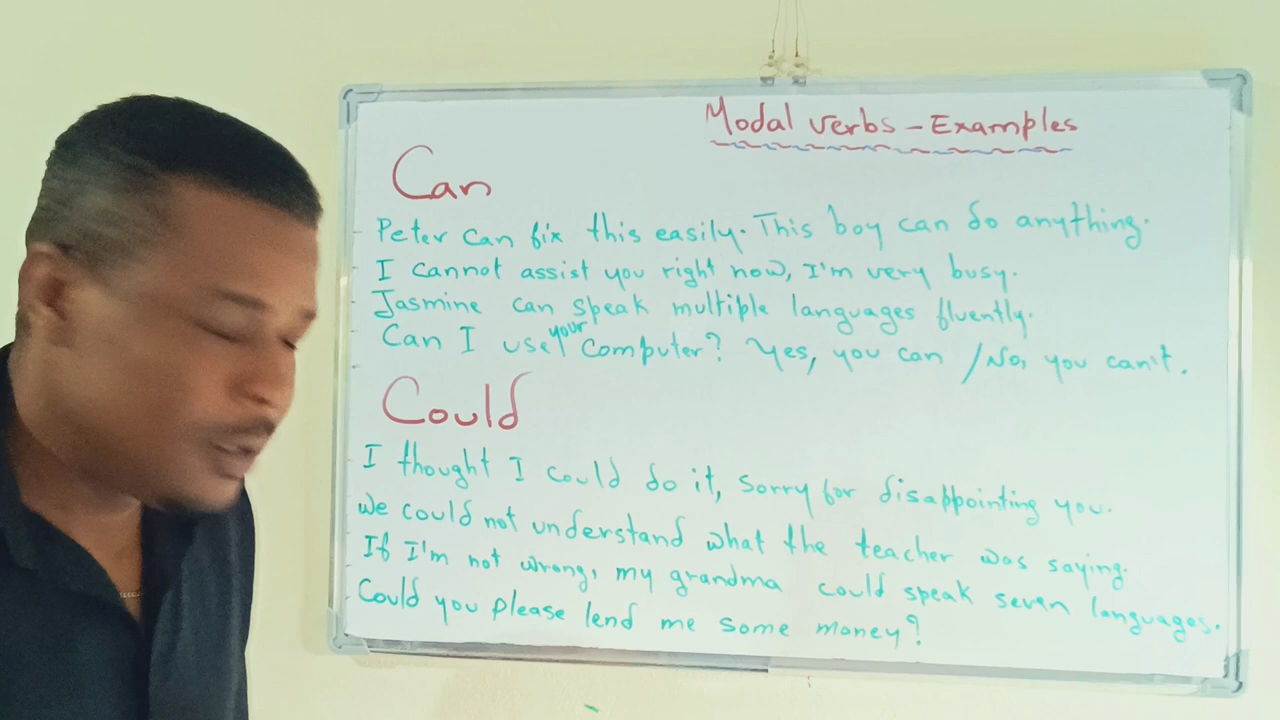 Modal verbs - Examples
Can
- Peter can fix this easily. This boy can do anything.
- I cannot assist you right now, I'm very busy.
- Jasmine can speak multiple languages fluently.
- Can I use your computer? Yes, you can / No, you can't.
Could
- I thought I could do it, sorry for disappointing you.
- We could not understand what the teacher was saying.
- If I'm not wrong, my grandma could speak seven languages.
- Could you please lend me some money?